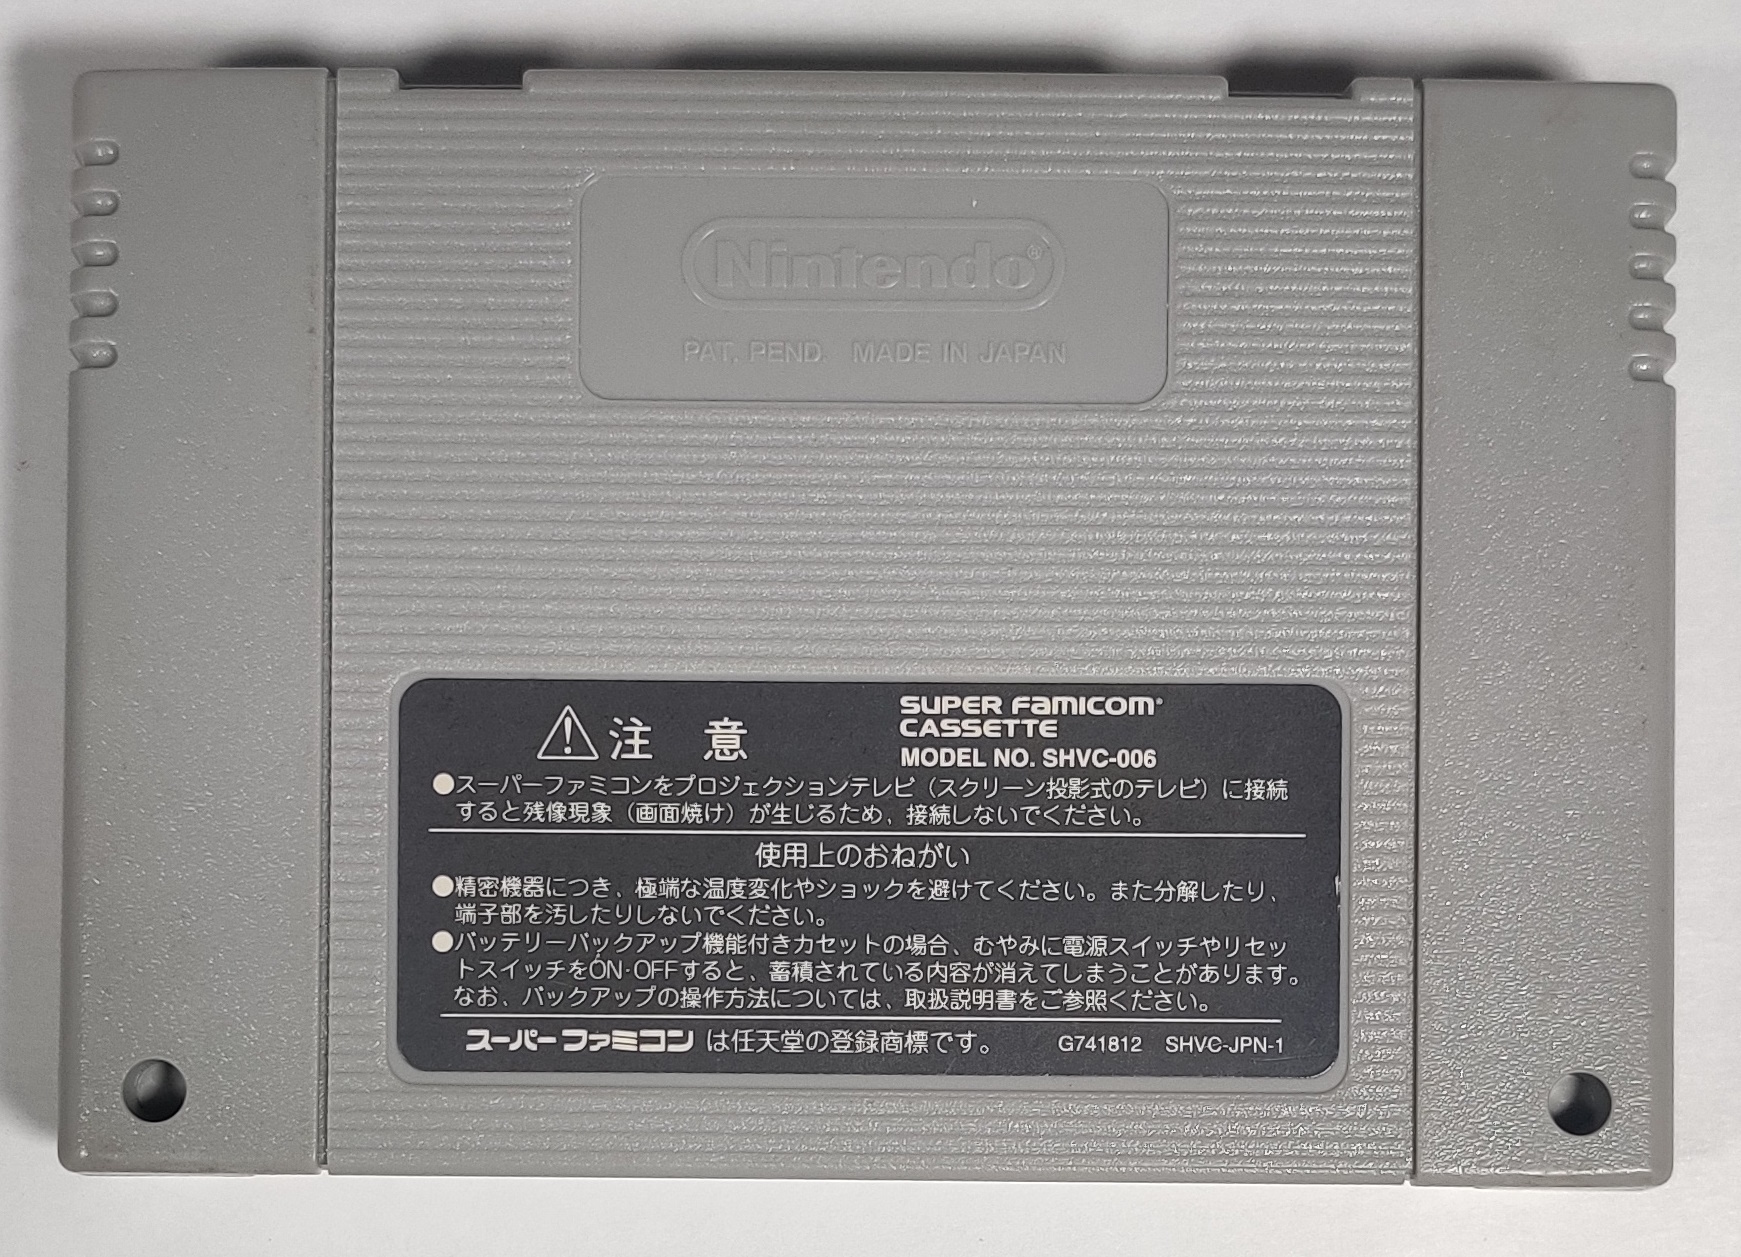 Nintendo®
PAT. PEND. MADE IN JAPAN
注 意
SUPER FAMICOM®
CASSETTE
MODEL NO. SHVC-006
●スーパーファミコンをプロジェクションテレビ（スクリーン投影式のテレビ）に接続
すると残像現象（画面焼け）が生じるため、接続しないでください。
使用上のおねがい
●精密機器につき、極端な温度変化やショックを避けてください。また分解したり、
端子部を汚したりしないでください。
●バッテリーバックアップ機能付きカセットの場合、むやみに電源スイッチやリセッ
トスイッチをON・OFFすると、蓄積されている内容が消えてしまうことがあります。
なお、バックアップの操作方法については、取扱説明書をご参照ください。
スーパーファミコン は任天堂の登録商標です。 G741812 SHVC-JPN-1